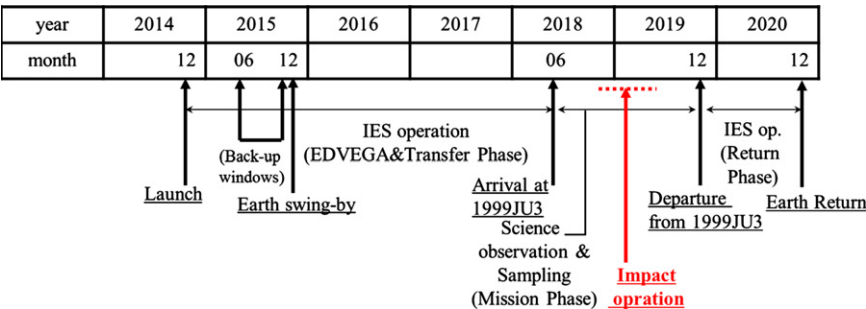 year 2014 2015 2016 2017 2018 2019 2020
month 12 06 12 06 12 12
IES operation
(EDVEGA&Transfer Phase)
IES op.
(Return
Phase)
(Back-up
windows)
Launch
Earth swing-by
Arrival at
1999JU3
Departure
from 1999JU3
Earth Return
Science
observation &
Sampling
(Mission Phase)
Impact
opration